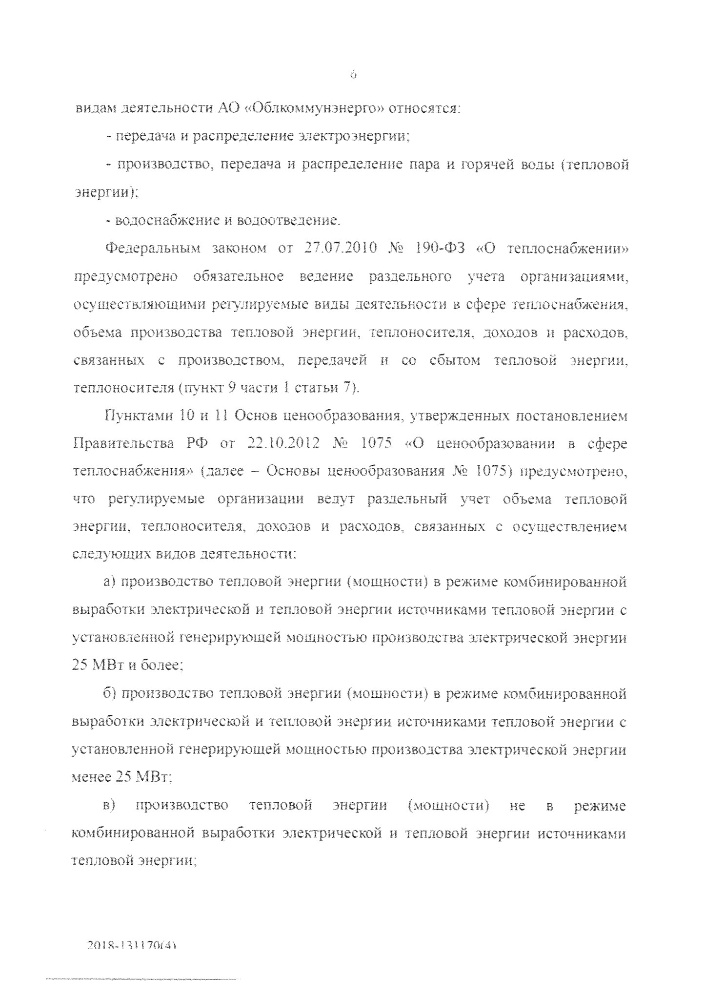 6
видам деятельности АО «Облкоммунэнерго» относятся:
- передача и распределение электроэнергии;
- производство, передача и распределение пара и горячей воды (тепловой
энергии);
- водоснабжение и водоотведение.
Федеральным законом от 27.07.2010 № 190-ФЗ «О теплоснабжении»
предусмотрено обязательное ведение раздельного учета организациями,
осуществляющими регулируемые виды деятельности в сфере теплоснабжения,
объема производства тепловой энергии, теплоносителя, доходов и расходов,
связанных с производством, передачей и со сбытом тепловой энергии,
теплоносителя (пункт 9 части 1 статьи 7).
Пунктами 10 и 11 Основ ценообразования, утвержденных постановлением
Правительства РФ от 22.10.2012 № 1075 «О ценообразовании в сфере
теплоснабжения» (далее – Основы ценообразования № 1075) предусмотрено,
что регулируемые организации ведут раздельный учет объема тепловой
энергии, теплоносителя, доходов и расходов, связанных с осуществлением
следующих видов деятельности:
а) производство тепловой энергии (мощности) в режиме комбинированной
выработки электрической и тепловой энергии источниками тепловой энергии с
установленной генерирующей мощностью производства электрической энергии
25 МВт и более;
б) производство тепловой энергии (мощности) в режиме комбинированной
выработки электрической и тепловой энергии источниками тепловой энергии с
установленной генерирующей мощностью производства электрической энергии
менее 25 МВт;
в) производство тепловой энергии (мощности) не в режиме
комбинированной выработки электрической и тепловой энергии источниками
тепловой энергии;
2018-131170(4)